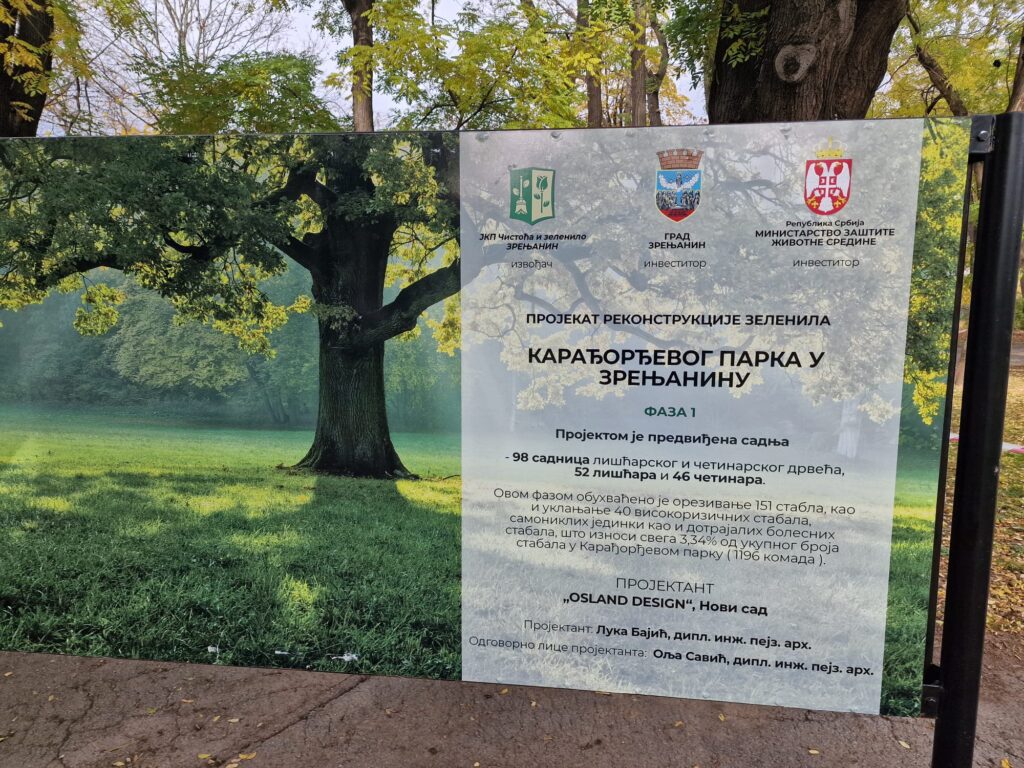 ЈКП Чистоћа и зеленило
ЗРЕЊАНИН
извођач
ГРАД
ЗРЕЊАНИН
инвеститор
Република Србија
МИНИСТАРСТВО ЗАШТИТЕ
ЖИВОТНЕ СРЕДИНЕ
инвеститор
ПРОЈЕКАТ РЕКОНСТРУКЦИЈЕ ЗЕЛЕНИЛА
КАРАЂОРЂЕВОГ ПАРКА У
ЗРЕЊАНИНУ
ФАЗА 1
Пројектом је предвиђена садња
- 98 садница лишћарског и четинарског дрвећа,
52 лишћара и 46 четинара.
Овом фазом обухваћено је орезивање 151 стабла, као
и уклањање 40 високоризичних стабала,
самониклих јединки као и дотрајалих болесних
стабала, што износи свега 3,34% од укупног броја
стабала у Карађорђевом парку ( 1196 комада ).
ПРОЈЕКТАНТ
„OSLAND DESIGN“, Нови сад
Пројектант: Лука Бајић, дипл. инж. пејз. арх.
Одговорно лице пројектанта: Оља Савић, дипл. инж. пејз. арх.